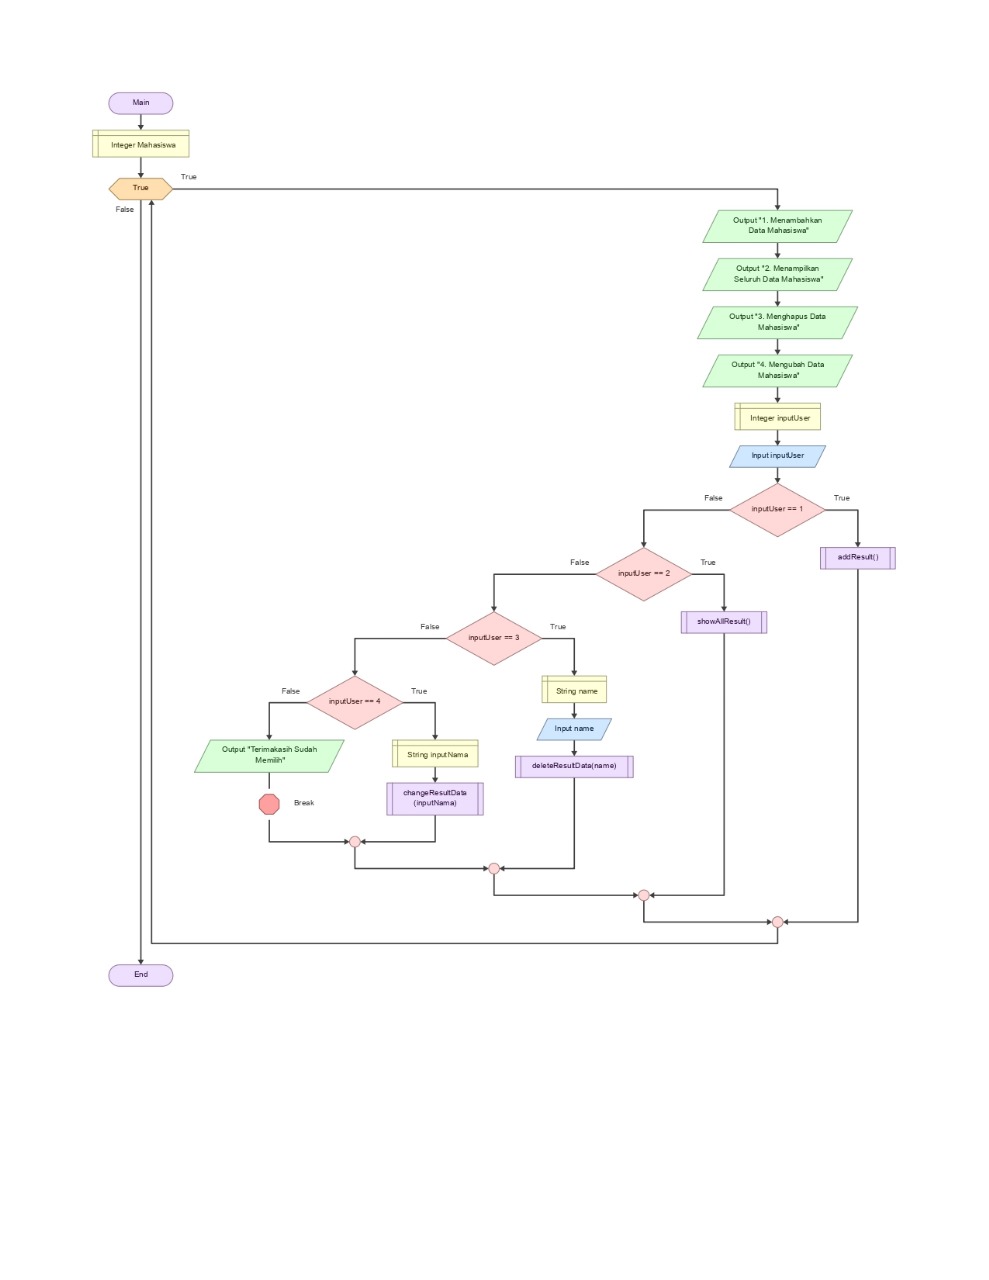 Main
Integer Mahasiswa
True
True
False
Output "1. Menambahkan
Data Mahasiswa"
Output "2. Menampilkan
Seluruh Data Mahasiswa"
Output "3. Menghapus Data
Mahasiswa"
Output "4. Mengubah Data
Mahasiswa"
Integer inputUser
Input inputUser
False
True
inputUser == 1
addResult()
False
True
inputUser == 2
showAllResult()
False
True
inputUser == 3
String name
Input name
deleteResultData(name)
False
True
inputUser == 4
Output "Terimakasih Sudah
Memilih"
Break
String inputNama
changeResultData
(inputNama)
End